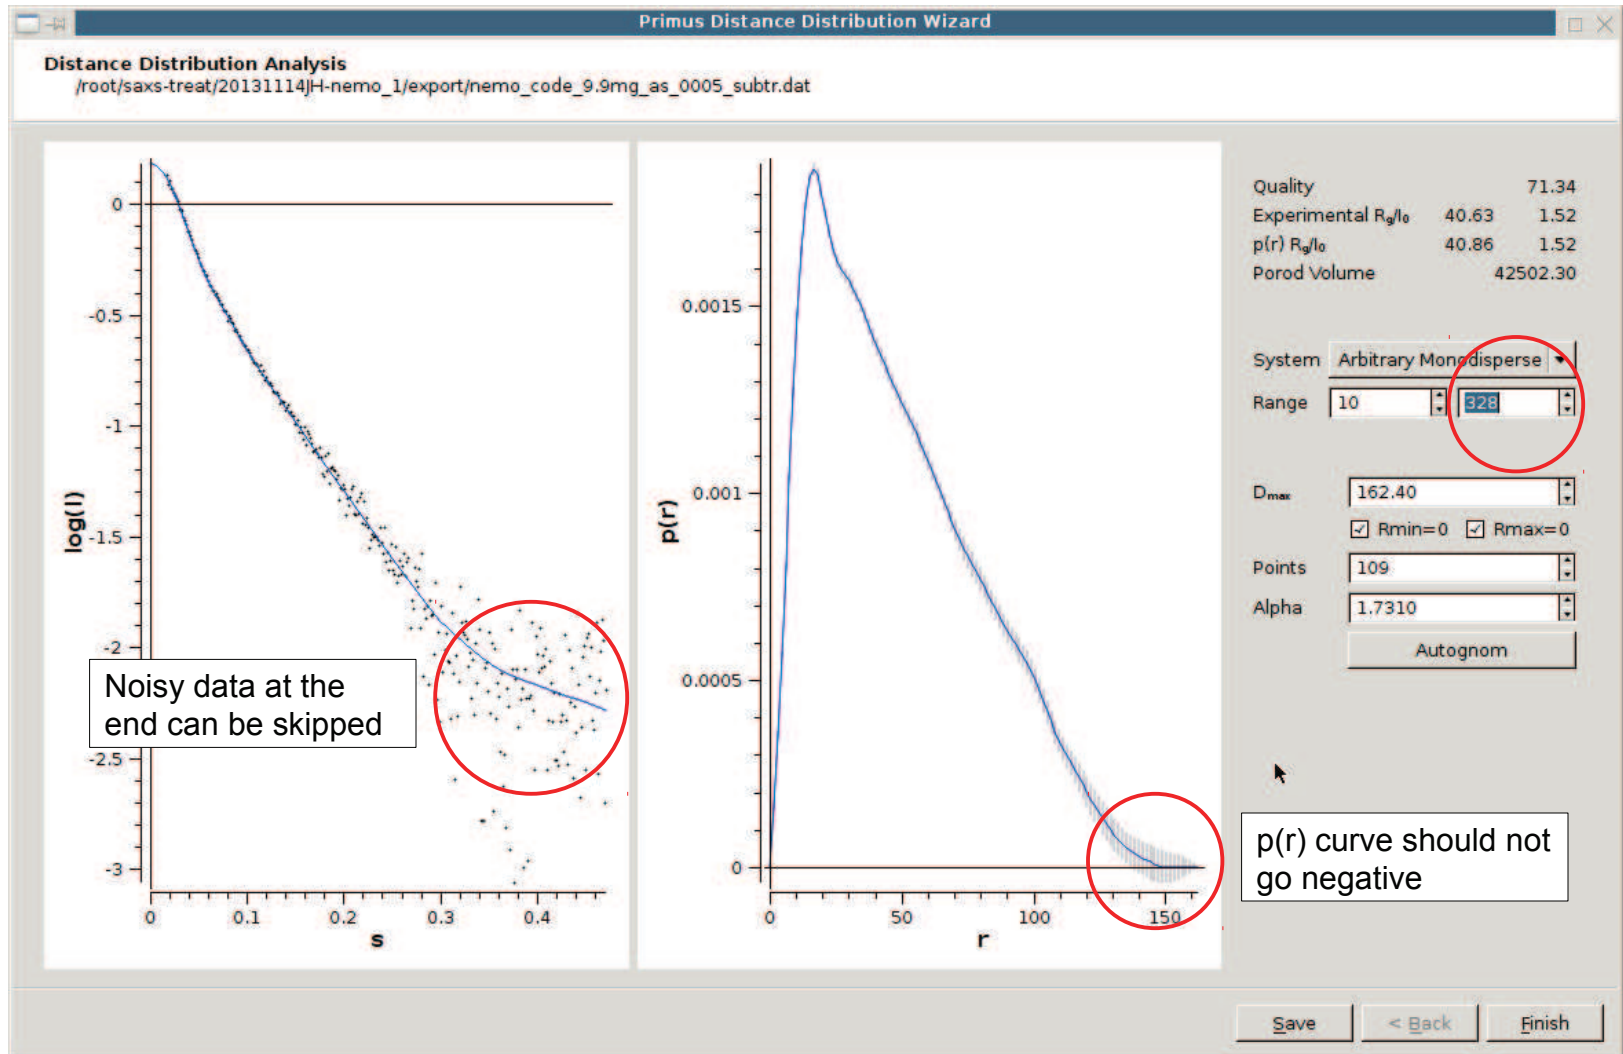 Primus Distance Distribution Wizard
Distance Distribution Analysis
/root/saxs-treat/20131114JH-nemo_1/export/nemo_code_9.9mg_as_0005_subtr.dat
0
-0.5
-1
-1.5
-2
-2.5
-3
log(I)
0
0.1
0.2
0.3
0.4
s
Noisy data at the
end can be skipped
0.0015
0.001
0.0005
0
p(r)
0
50
100
150
r
Quality 71.34
Experimental Rg/I₀ 40.63 1.52
p(r) Rg/I₀ 40.86 1.52
Porod Volume 42502.30
System Arbitrary Monodisperse
Range 10 328
Dmax 162.40
Rmin=0 Rmax=0
Points 109
Alpha 1.7310
Autognom
p(r) curve should not
go negative
Save < Back Finish